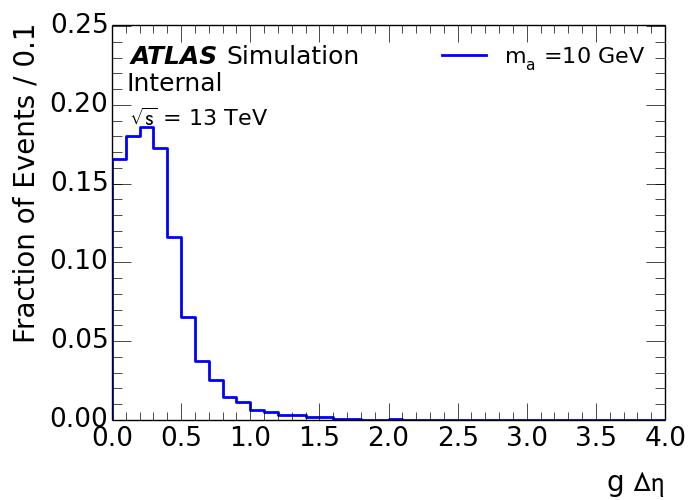 ATLAS Simulation
Internal
√s = 13 TeV
m_a =10 GeV
Fraction of Events / 0.1
0.25
0.20
0.15
0.10
0.05
0.00
0.0 0.5 1.0 1.5 2.0 2.5 3.0 3.5 4.0
g Δη